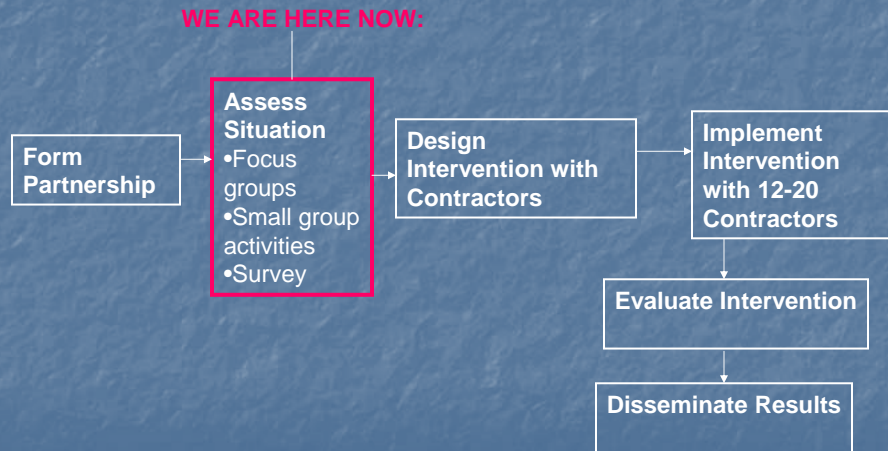 WE ARE HERE NOW:
Form
Partnership
Assess
Situation
•Focus
groups
•Small group
activities
•Survey
Design
Intervention with
Contractors
Implement
Intervention
with 12-20
Contractors
Evaluate Intervention
Disseminate Results